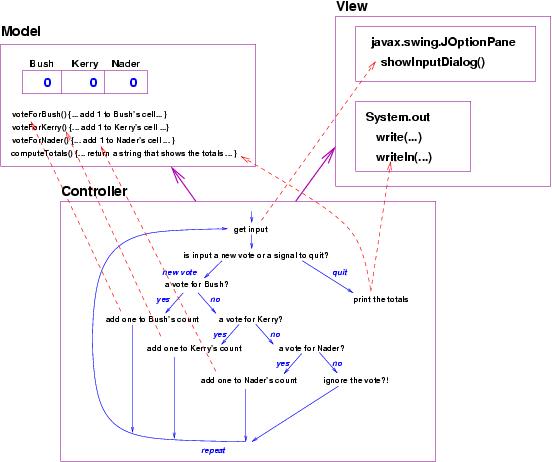 Model
Bush Kerry Nader
0 0 0
voteForBush() {... add 1 to Bush's cell... }
voteForKerry() {... add 1 to Kerry's cell ...}
voteForNader() {... add 1 to Nader's cell ... }
computeTotals() {... return a string that shows the totals ... }
View
javax.swing.JOptionPane
showInputDialog()
System.out
write(...)
writeln(...)
Controller
get input
is input a new vote or a signal to quit?
new vote
quit
a vote for Bush?
print the totals
yes
no
add one to Bush's count
a vote for Kerry?
yes
no
add one to Kerry's count
a vote for Nader?
yes
no
add one to Nader's count
ignore the vote?!
repeat